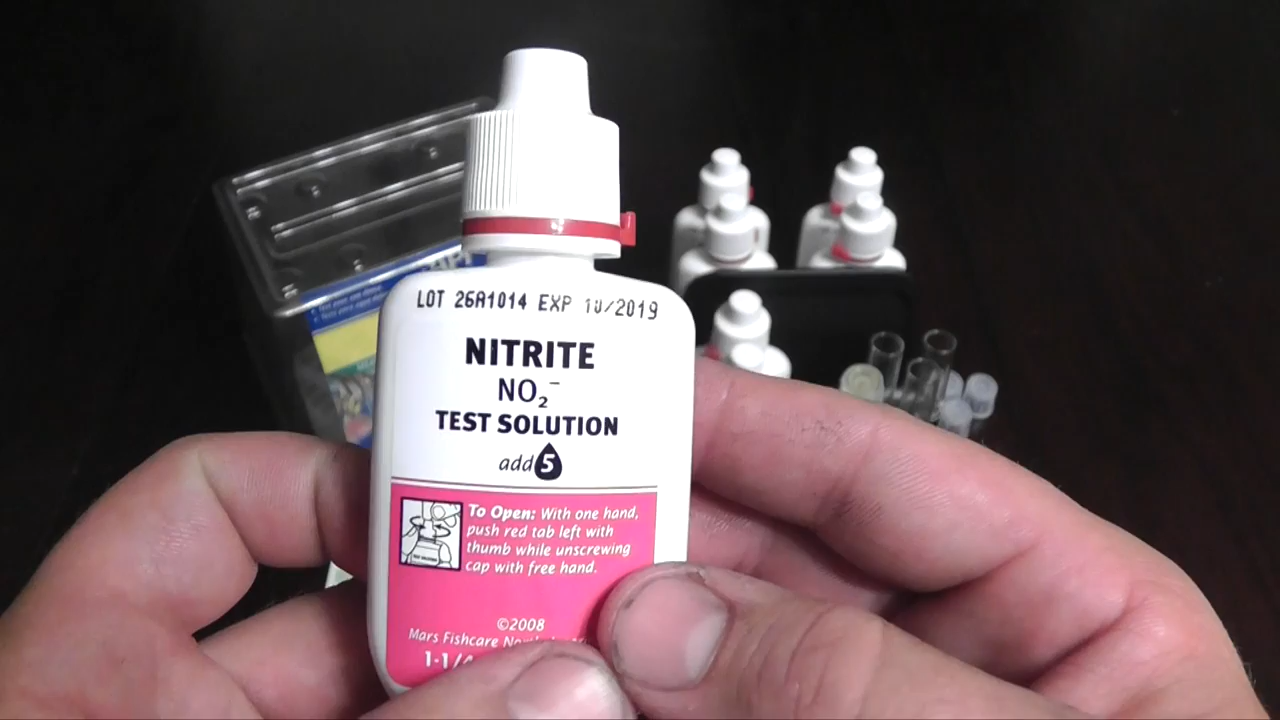 LOT 26A1014 EXP 10/2019
NITRITE
NO₂⁻
TEST SOLUTION
add 5
To Open: With one hand,
push red tab left with
thumb while unscrewing
cap with free hand.
©2008
Mars Fishcare